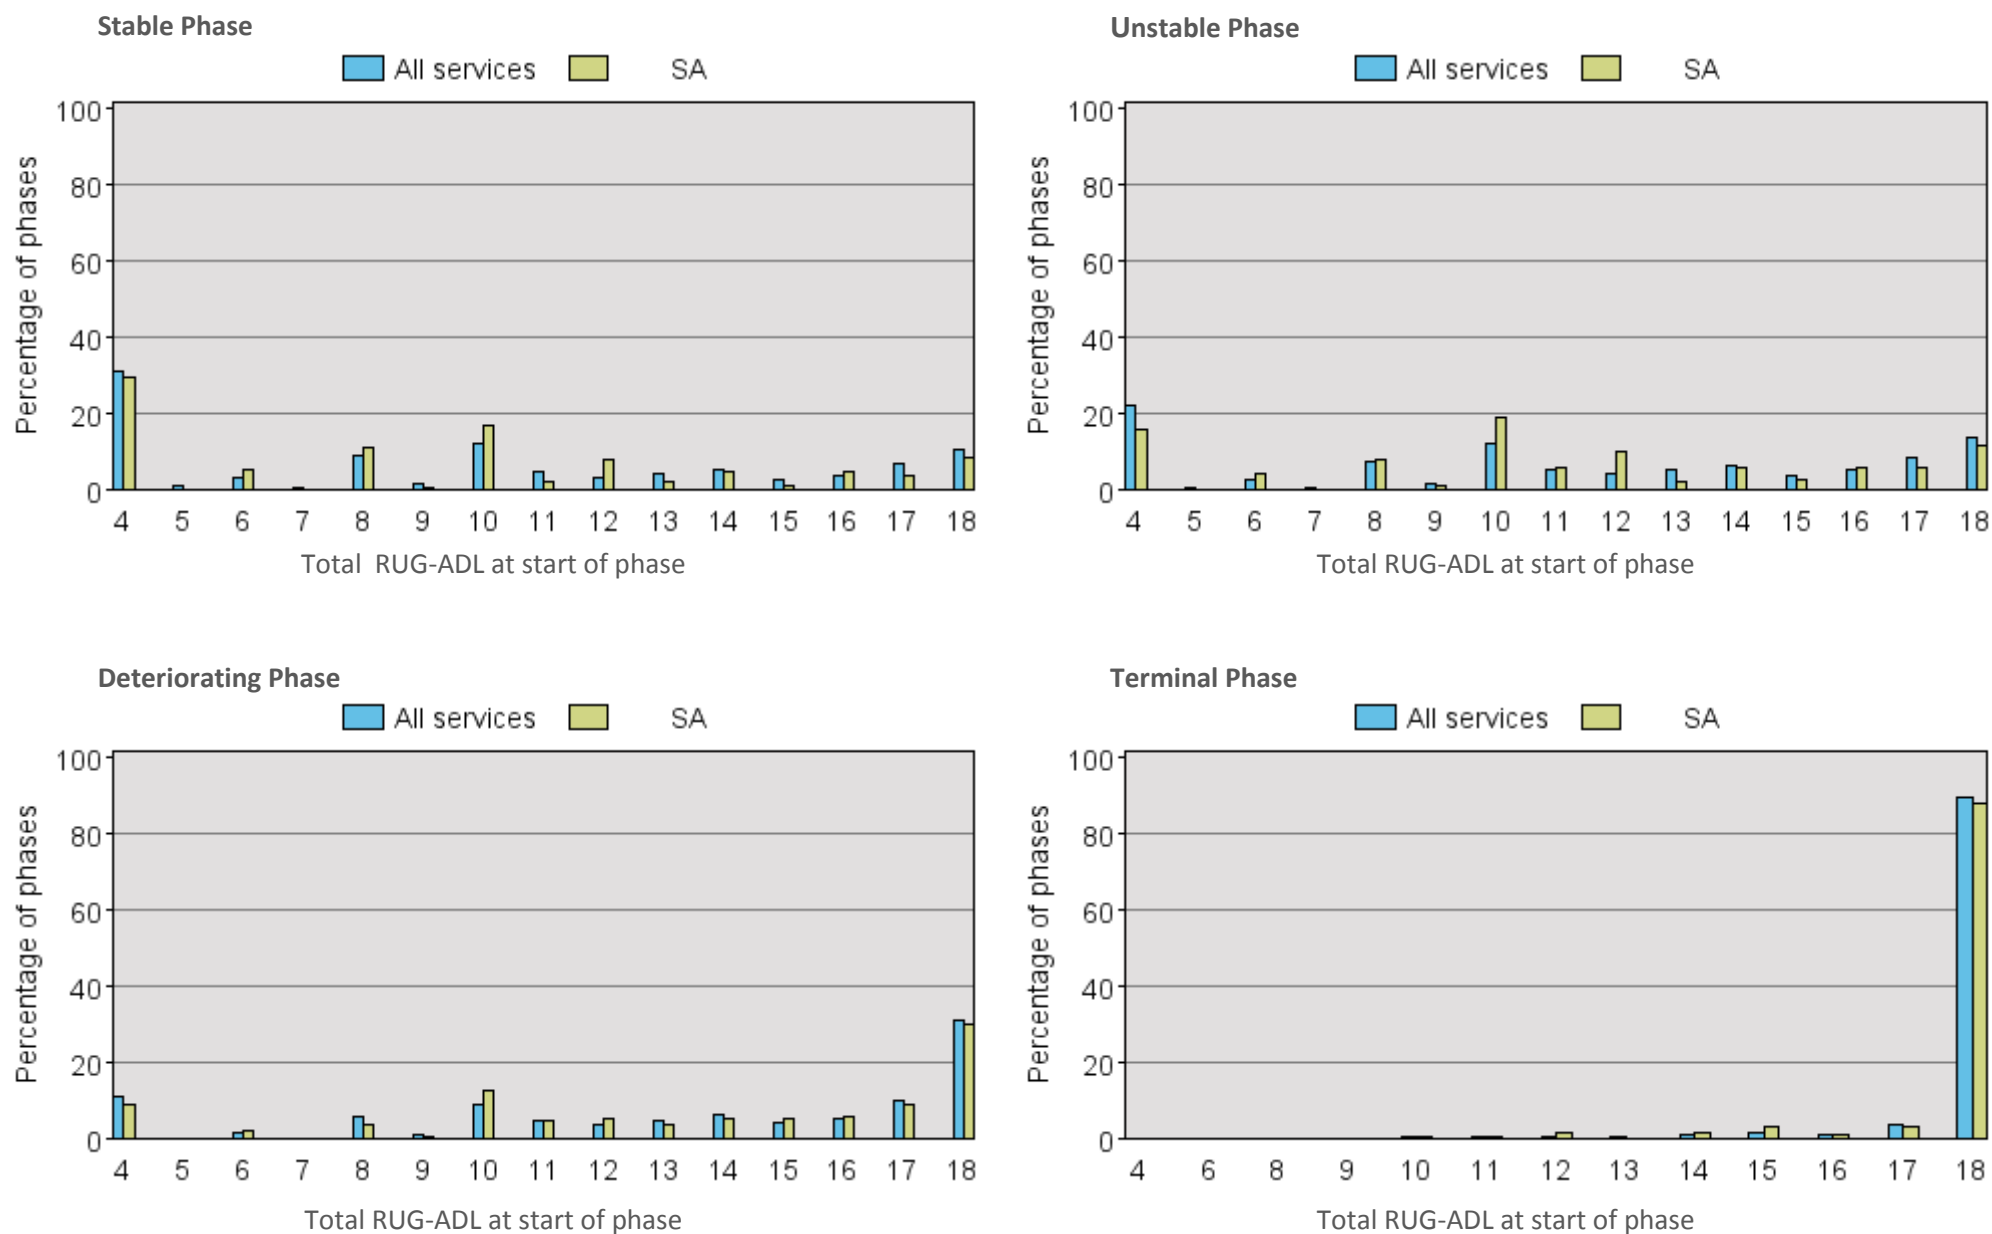 Stable Phase
All services SA
100
80
60
40
20
0
Percentage of phases
4 5 6 7 8 9 10 11 12 13 14 15 16 17 18
Total RUG-ADL at start of phase
Unstable Phase
All services SA
100
80
60
40
20
0
Percentage of phases
4 5 6 7 8 9 10 11 12 13 14 15 16 17 18
Total RUG-ADL at start of phase
Deteriorating Phase
All services SA
100
80
60
40
20
0
Percentage of phases
4 5 6 7 8 9 10 11 12 13 14 15 16 17 18
Total RUG-ADL at start of phase
Terminal Phase
All services SA
100
80
60
40
20
0
Percentage of phases
4 6 8 9 10 11 12 13 14 15 16 17 18
Total RUG-ADL at start of phase